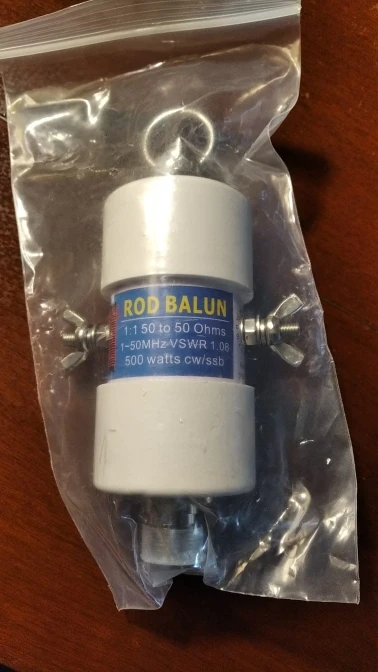 ROD BALUN
1:1 50 to 50 Ohms
1~50MHz VSWR 1.08
500 watts cw/ssb